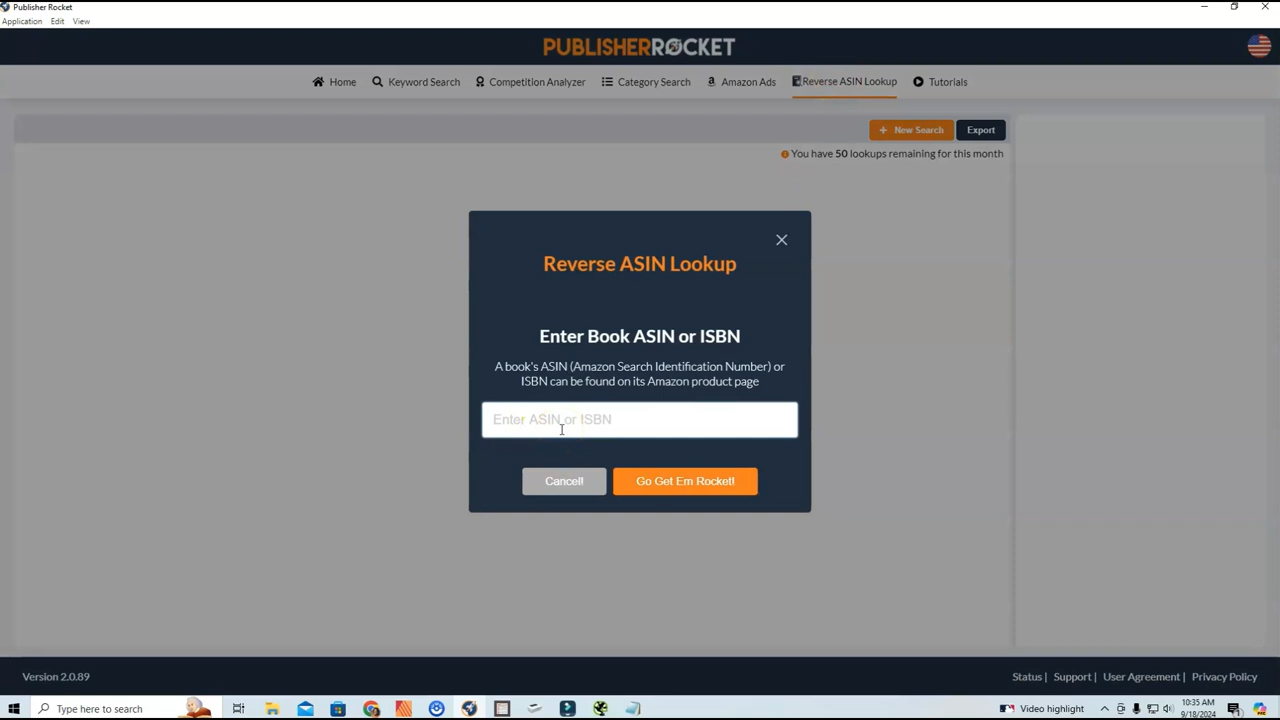 Publisher Rocket
Application Edit View
PUBLISHERROCKET
Home Keyword Search Competition Analyzer Category Search Amazon Ads Reverse ASIN Lookup Tutorials
+ New Search Export
You have 50 lookups remaining for this month
Reverse ASIN Lookup
Enter Book ASIN or ISBN
A book's ASIN (Amazon Search Identification Number) or
ISBN can be found on its Amazon product page
Enter ASIN or ISBN
Cancel! Go Get Em Rocket!
Version 2.0.89
Status | Support | User Agreement | Privacy Policy
Type here to search
Video highlight
10:35 AM
9/18/2024